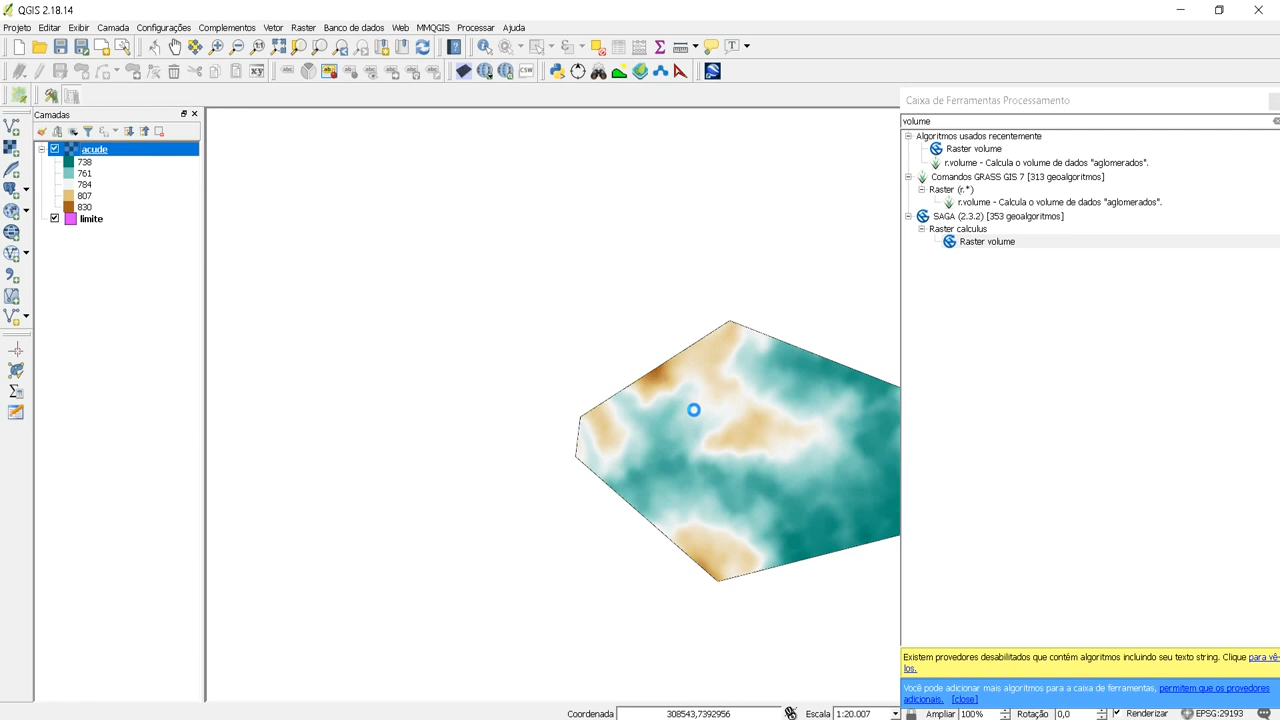 QGIS 2.18.14
Projeto Editar Exibir Camada Configurações Complementos Vetor Raster Banco de dados Web MMQGIS Processar Ajuda
CSW
Camadas
acude
738
761
784
807
830
limite
Caixa de Ferramentas Processamento
volume
Algoritmos usados recentemente
Raster volume
r.volume - Calcula o volume de dados "aglomerados".
Comandos GRASS GIS 7 [313 geoalgoritmos]
Raster (r.*)
r.volume - Calcula o volume de dados "aglomerados".
SAGA (2.3.2) [353 geoalgoritmos]
Raster calculus
Raster volume
Existem provedores desabilitados que contêm algoritmos incluindo seu texto string. Clique para vê-
los.
Você pode adicionar mais algoritmos para a caixa de ferramentas, permitem que os provedores
adicionais. [close]
Coordenada 308543,7392956 Escala 1:20.007 Ampliar 100% Rotação 0,0 Renderizar EPSG:29193